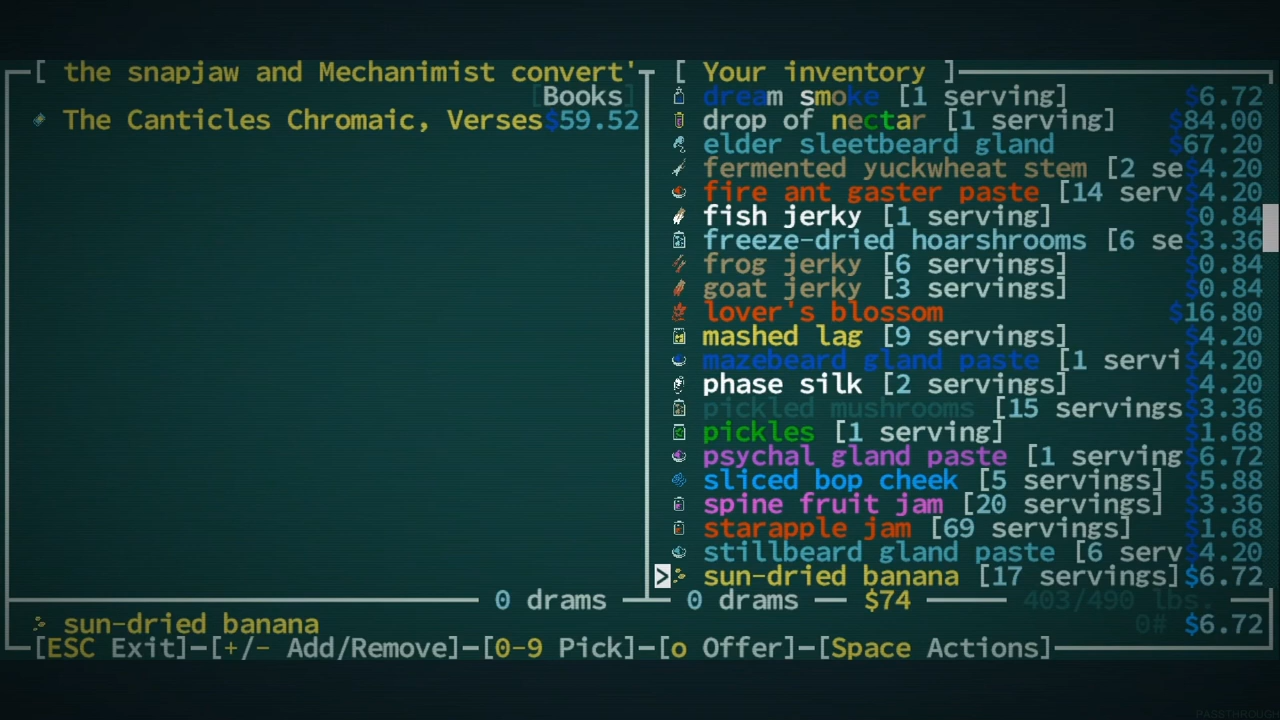 [ the snapjaw and Mechanimist convert'
[Books]
The Canticles Chromaic, Verses$59.52
[ Your inventory ]
dream smoke [1 serving] $6.72
drop of nectar [1 serving] $84.00
elder sleetbeard gland $67.20
fermented yuckwheat stem [2 se$4.20
fire ant gaster paste [14 serv$4.20
fish jerky [1 serving] $0.84
freeze-dried hoarshrooms [6 se$3.36
frog jerky [6 servings] $0.84
goat jerky [3 servings] $0.84
lover's blossom $16.80
mashed lag [9 servings] $4.20
mazebeard gland paste [1 servi$4.20
phase silk [2 servings] $4.20
pickled mushrooms [15 servings$3.36
pickles [1 serving] $1.68
psychal gland paste [1 serving$6.72
sliced bop cheek [5 servings] $5.88
spine fruit jam [20 servings] $3.36
starapple jam [69 servings] $1.68
stillbeard gland paste [6 serv$4.20
> sun-dried banana [17 servings]$6.72
0 drams 0 drams $74 403/490 lbs.
sun-dried banana 0# $6.72
[ESC Exit]-[+/- Add/Remove]-[0-9 Pick]-[o Offer]-[Space Actions]